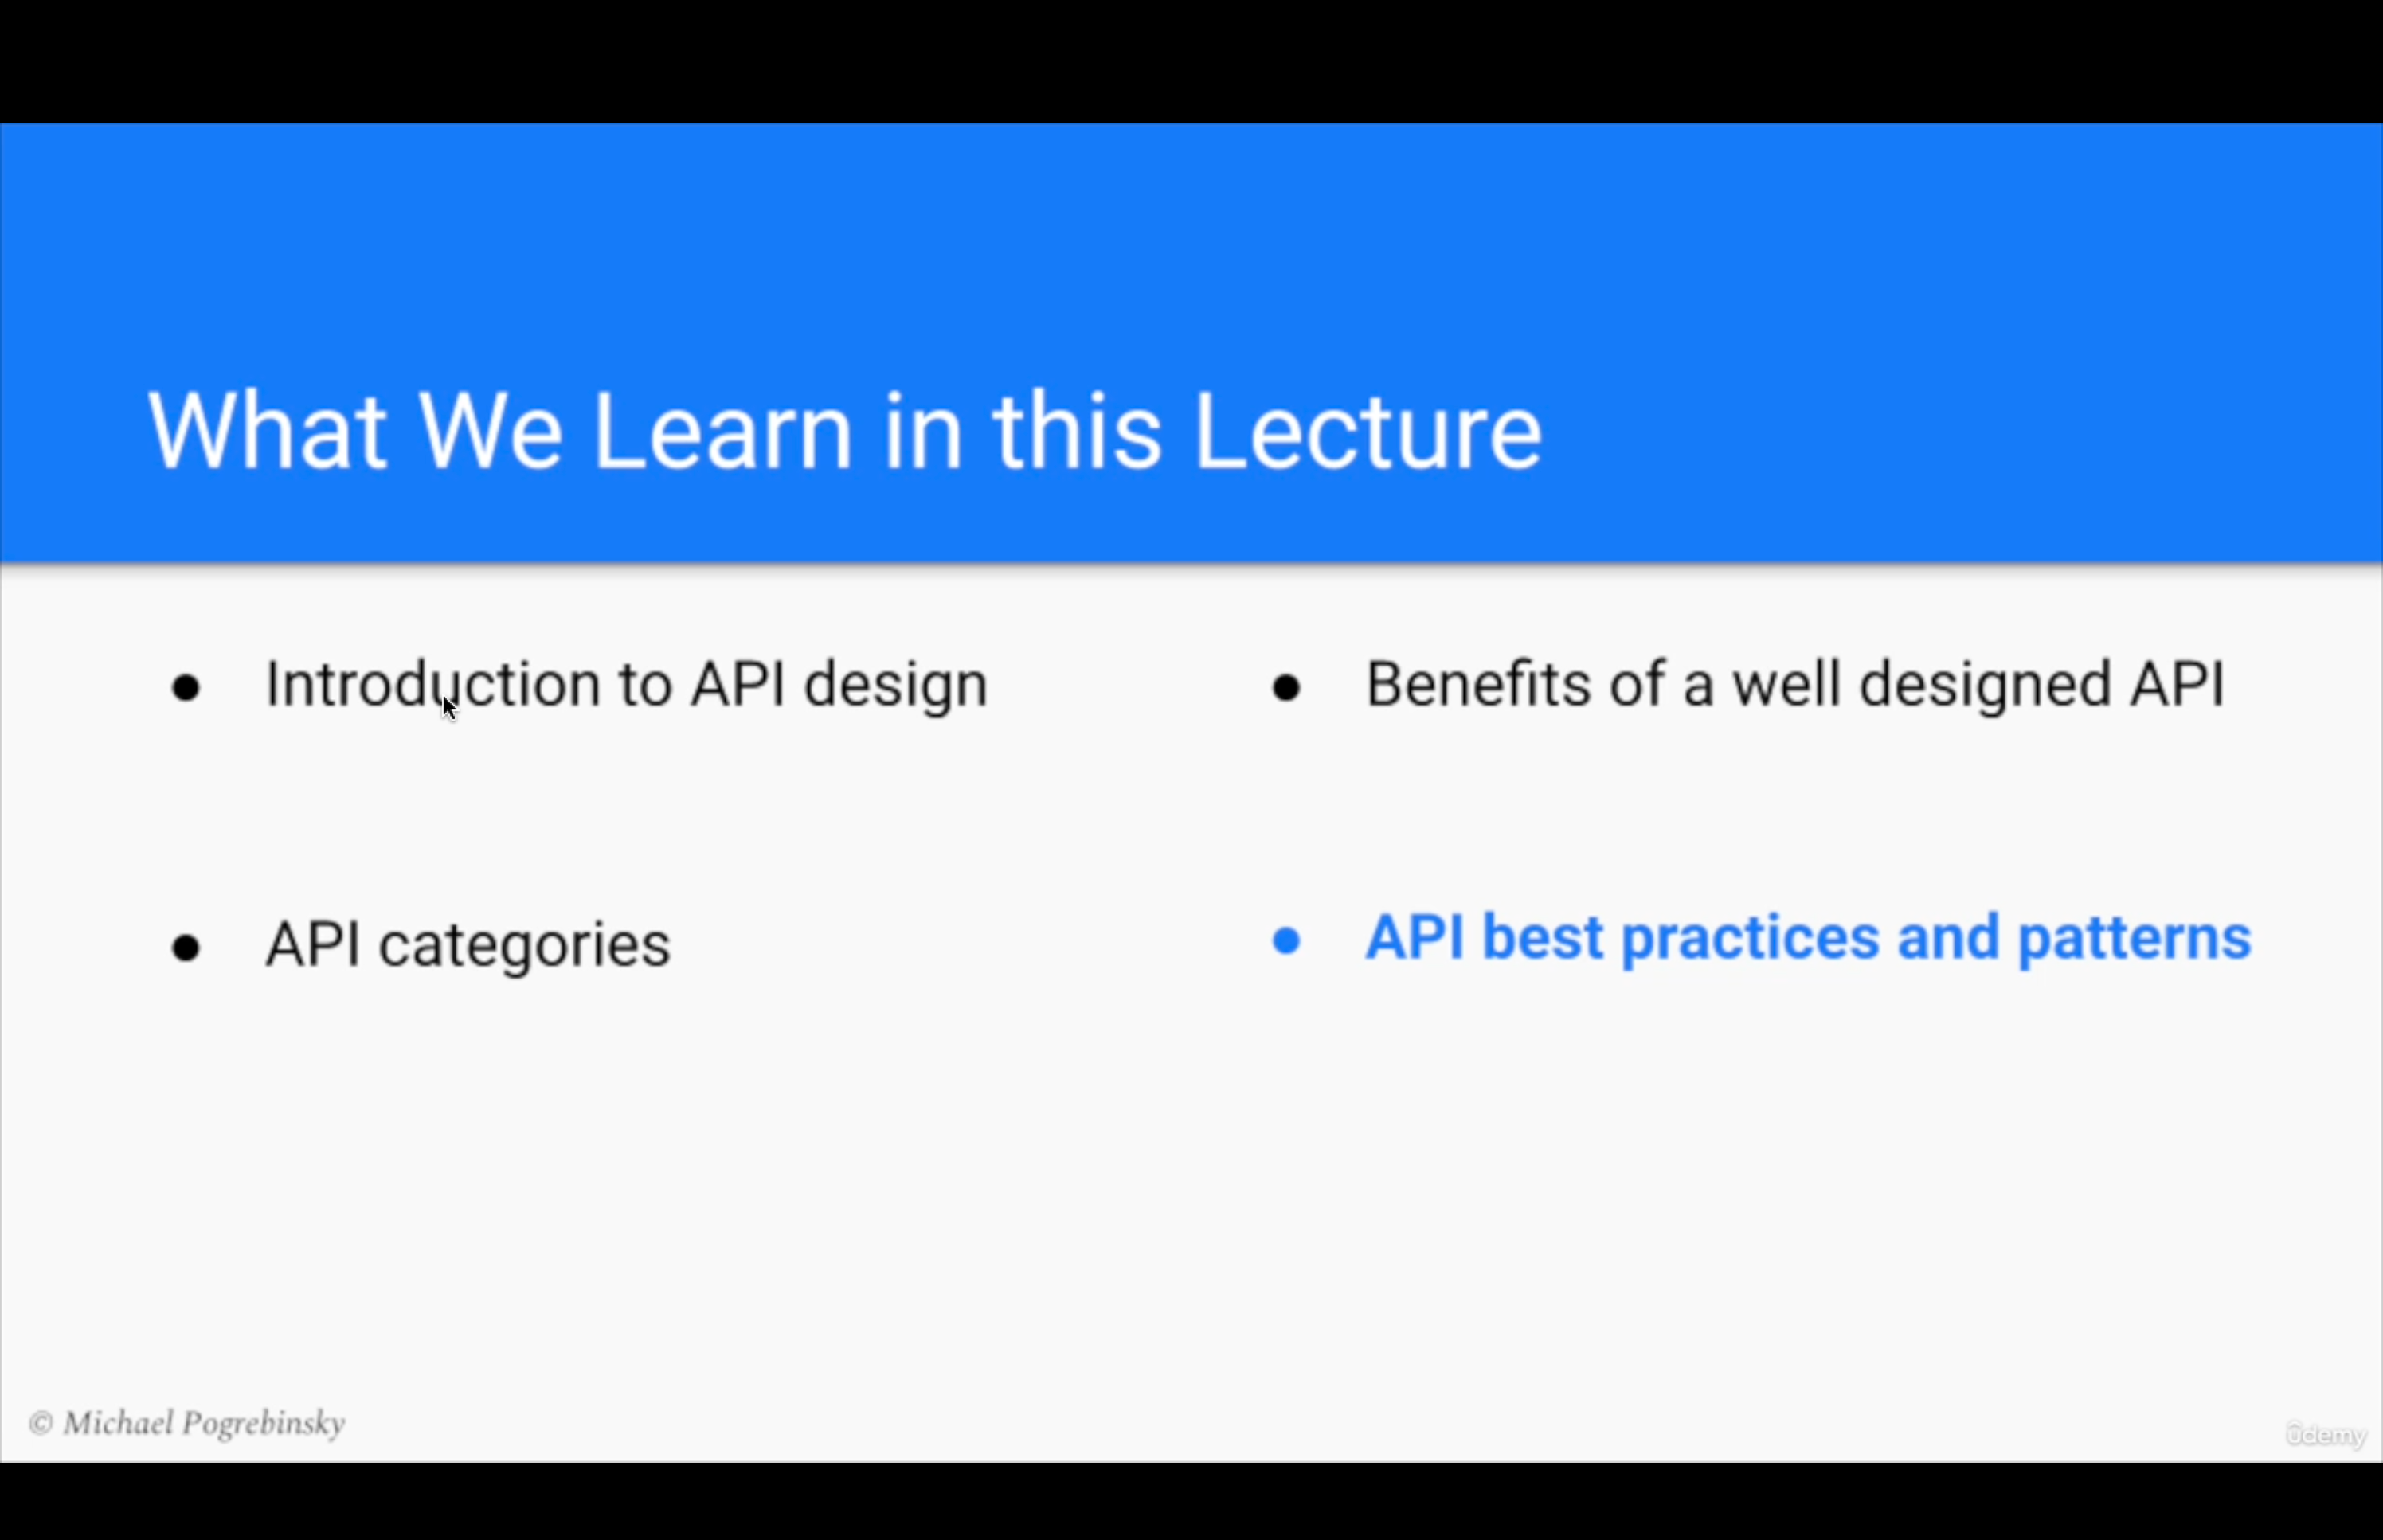 What We Learn in this Lecture
● Introduction to API design
● API categories
● Benefits of a well designed API
● API best practices and patterns
© Michael Pogrebinsky
ûdemy